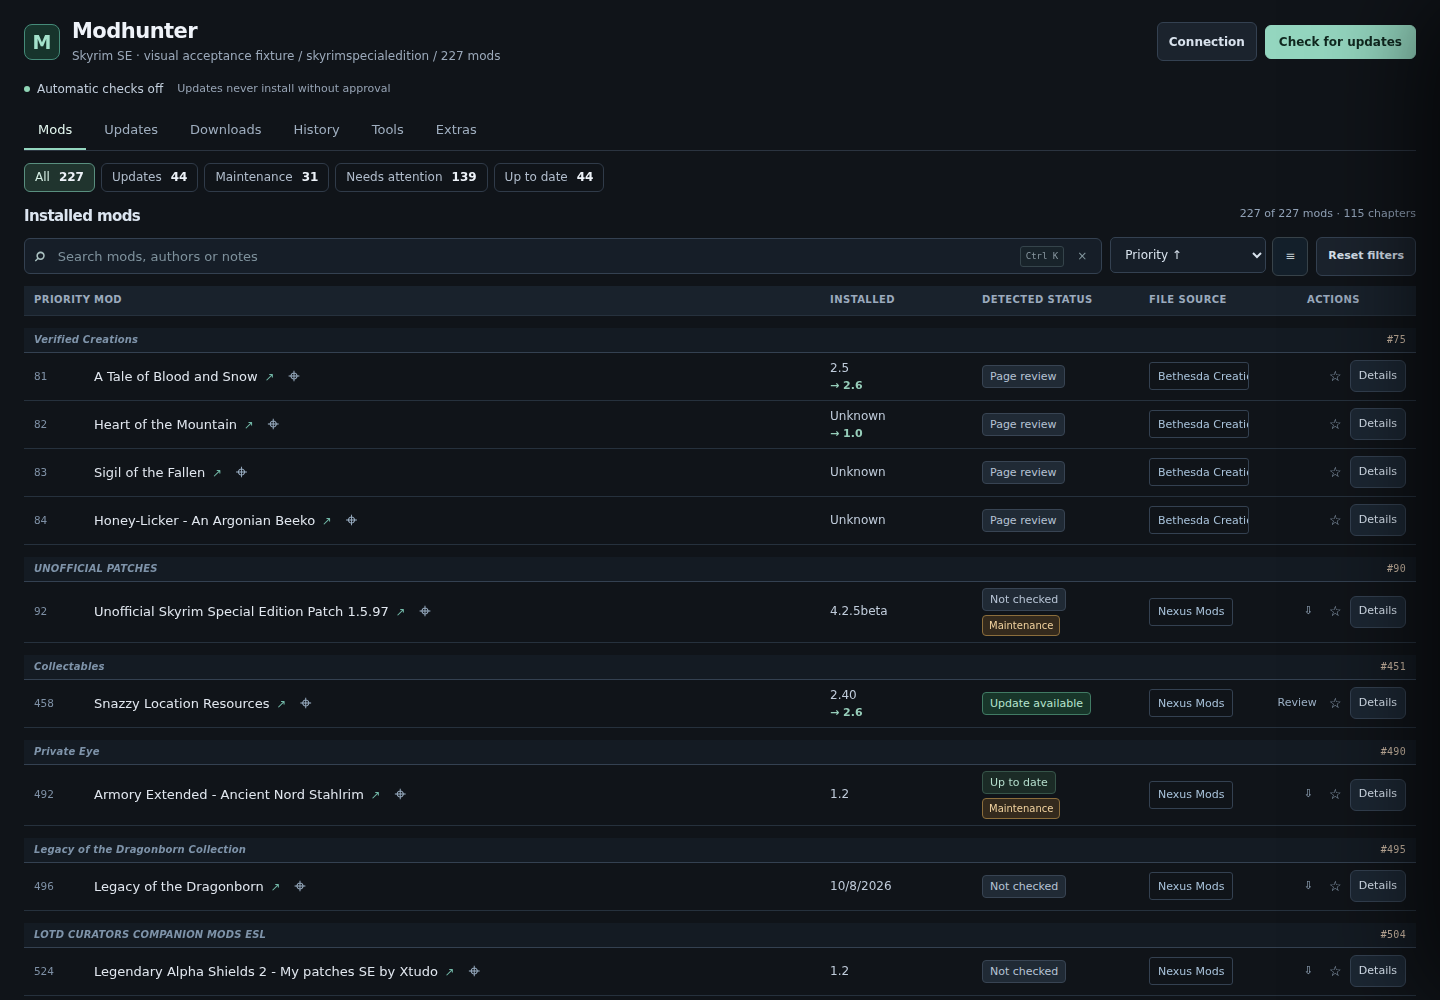 M
Modhunter
Skyrim SE · visual acceptance fixture / skyrimspecialedition / 227 mods
Connection
Check for updates
Automatic checks off
Updates never install without approval
Mods
Updates
Downloads
History
Tools
Extras
All 227
Updates 44
Maintenance 31
Needs attention 139
Up to date 44
Installed mods
227 of 227 mods · 115 chapters
Search mods, authors or notes
Ctrl K
×
Priority ↑
≡
Reset filters
PRIORITY MOD INSTALLED DETECTED STATUS FILE SOURCE ACTIONS
Verified Creations #75
81 A Tale of Blood and Snow ↗ 2.5 Page review Bethesda Creatic ☆ Details
→ 2.6
82 Heart of the Mountain ↗ Unknown Page review Bethesda Creatic ☆ Details
→ 1.0
83 Sigil of the Fallen ↗ Unknown Page review Bethesda Creatic ☆ Details
84 Honey-Licker - An Argonian Beeko ↗ Unknown Page review Bethesda Creatic ☆ Details
UNOFFICIAL PATCHES #90
92 Unofficial Skyrim Special Edition Patch 1.5.97 ↗ 4.2.5beta Not checked Nexus Mods ⇩ ☆ Details
Maintenance
Collectables #451
458 Snazzy Location Resources ↗ 2.40 Update available Nexus Mods Review ☆ Details
→ 2.6
Private Eye #490
492 Armory Extended - Ancient Nord Stahlrim ↗ 1.2 Up to date Nexus Mods ⇩ ☆ Details
Maintenance
Legacy of the Dragonborn Collection #495
496 Legacy of the Dragonborn ↗ 10/8/2026 Not checked Nexus Mods ⇩ ☆ Details
LOTD CURATORS COMPANION MODS ESL #504
524 Legendary Alpha Shields 2 - My patches SE by Xtudo ↗ 1.2 Not checked Nexus Mods ⇩ ☆ Details